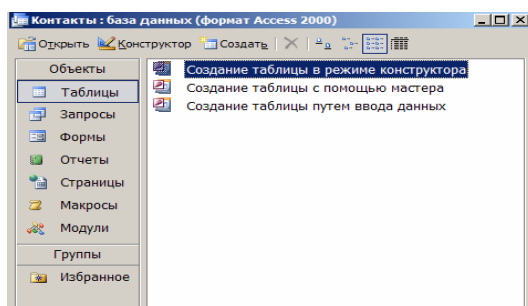 Контакты : база данных (формат Access 2000)
Открыть Конструктор Создать
Объекты
Таблицы
Запросы
Формы
Отчеты
Страницы
Макросы
Модули
Группы
Избранное
Создание таблицы в режиме конструктора
Создание таблицы с помощью мастера
Создание таблицы путем ввода данных